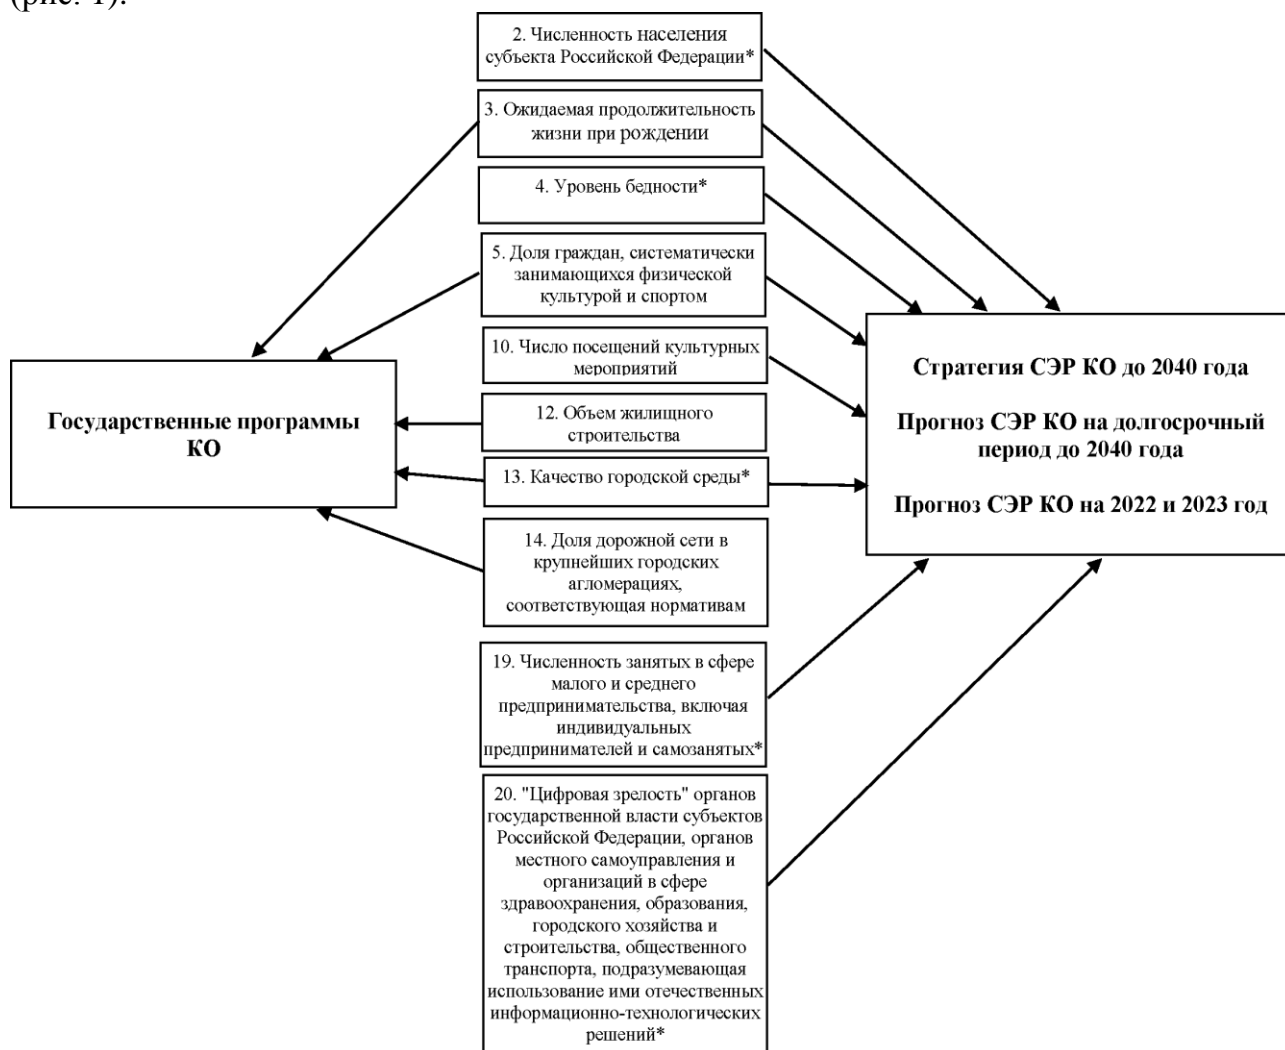 (рис. 1).
2. Численность населения
субъекта Российской Федерации*
3. Ожидаемая продолжительность
жизни при рождении
4. Уровень бедности*
5. Доля граждан, систематически
занимающихся физической
культурой и спортом
10. Число посещений культурных
мероприятий
12. Объем жилищного
строительства
13. Качество городской среды*
14. Доля дорожной сети в
крупнейших городских
агломерациях,
соответствующая нормативам
19. Численность занятых в сфере
малого и среднего
предпринимательства, включая
индивидуальных
предпринимателей и самозанятых*
20. "Цифровая зрелость" органов
государственной власти субъектов
Российской Федерации, органов
местного самоуправления и
организаций в сфере
здравоохранения, образования,
городского хозяйства и
строительства, общественного
транспорта, подразумевающая
использование ими отечественных
информационно-технологических
решений*
Государственные программы
КО
Стратегия СЭР КО до 2040 года
Прогноз СЭР КО на долгосрочный
период до 2040 года
Прогноз СЭР КО на 2022 и 2023 год